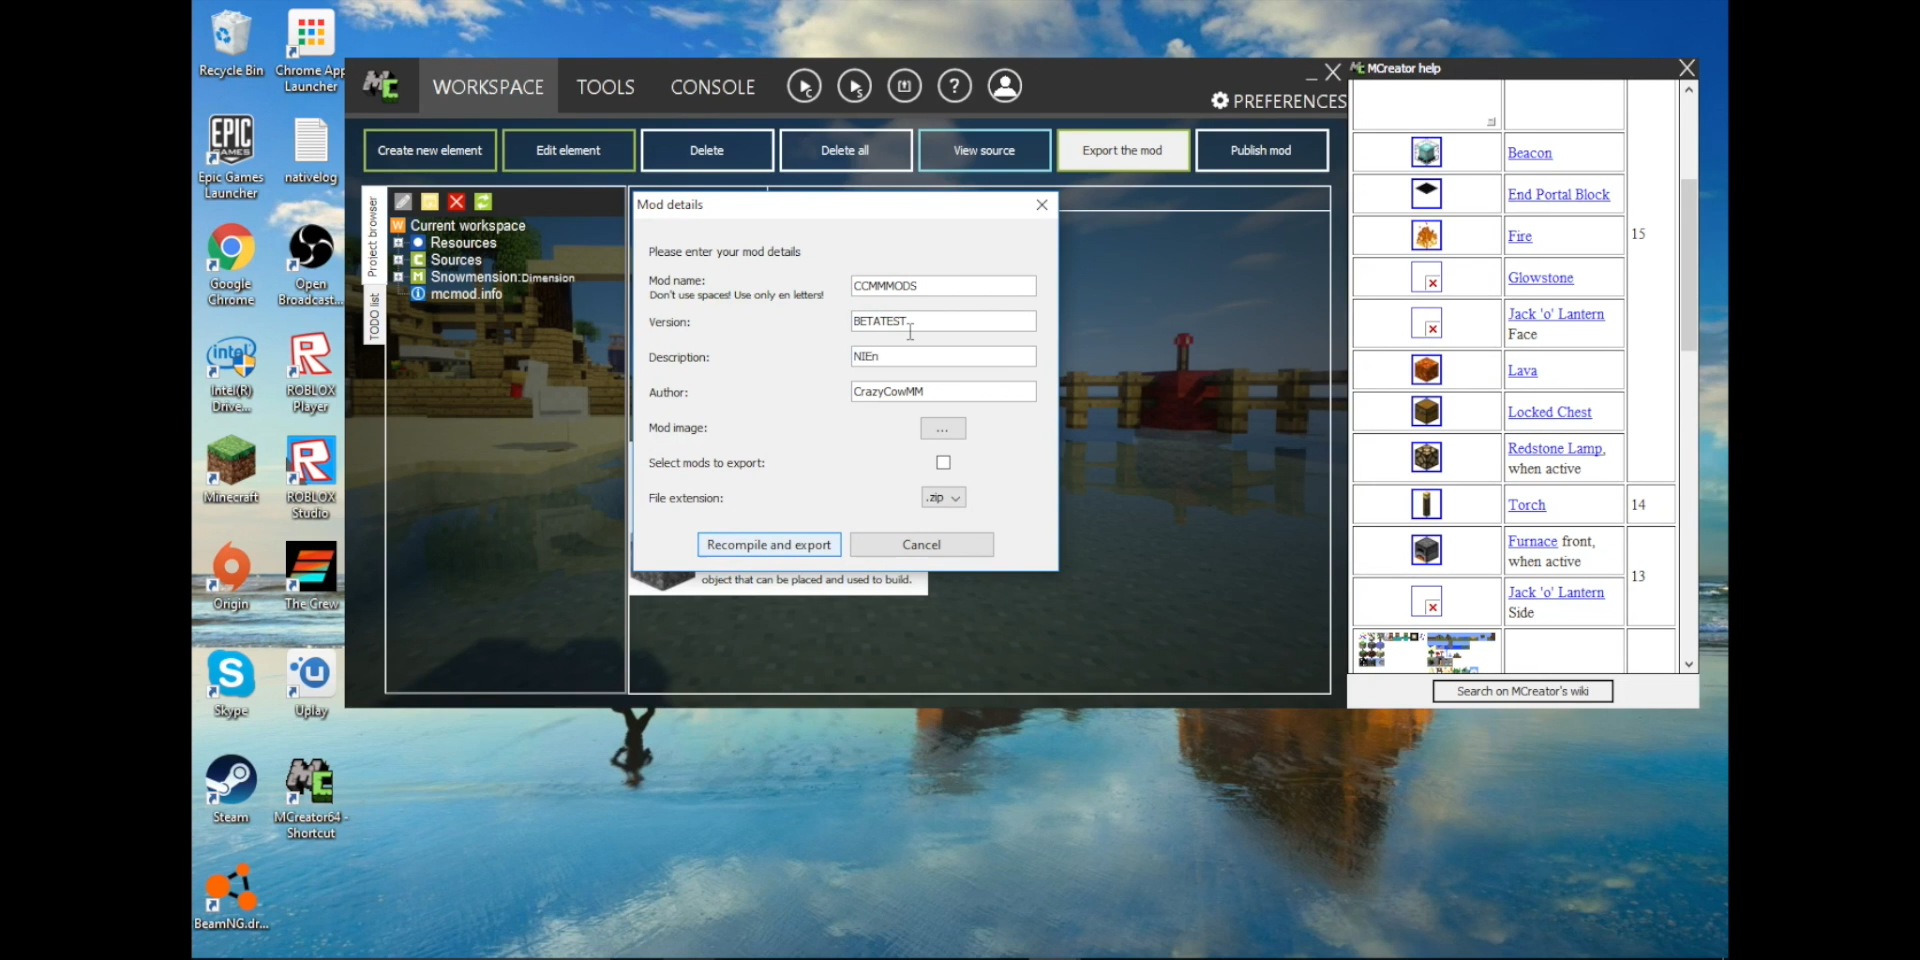 Recycle Bin
Chrome App
Launcher
Epic Games
Launcher
nativelog
Google
Chrome
Open
Broadcast...
Intel(R)
Drive...
ROBLOX
Player
Minecraft
ROBLOX
Studio
Origin
The Crew
Skype
Uplay
Steam
MCreator64 -
Shortcut
BeamNG.dr...
EPIC
GAMES
WORKSPACE
TOOLS
CONSOLE
PREFERENCES
Create new element
Edit element
Delete
Delete all
View source
Export the mod
Publish mod
Project browser
TODO list
Current workspace
Resources
Sources
Snowmension:Dimension
mcmod.info
Mod details
Please enter your mod details
Mod name:
Don't use spaces! Use only en letters!
CCMMMODS
Version:
BETATEST
Description:
NIEn
Author:
CrazyCowMM
Mod image:
...
Select mods to export:
File extension:
.zip
Recompile and export
Cancel
object that can be placed and used to build.
MCreator help
Beacon
End Portal Block
Fire
15
Glowstone
Jack 'o' Lantern
Face
Lava
Locked Chest
Redstone Lamp,
when active
Torch
14
Furnace front,
when active
13
Jack 'o' Lantern
Side
Search on MCreator's wiki